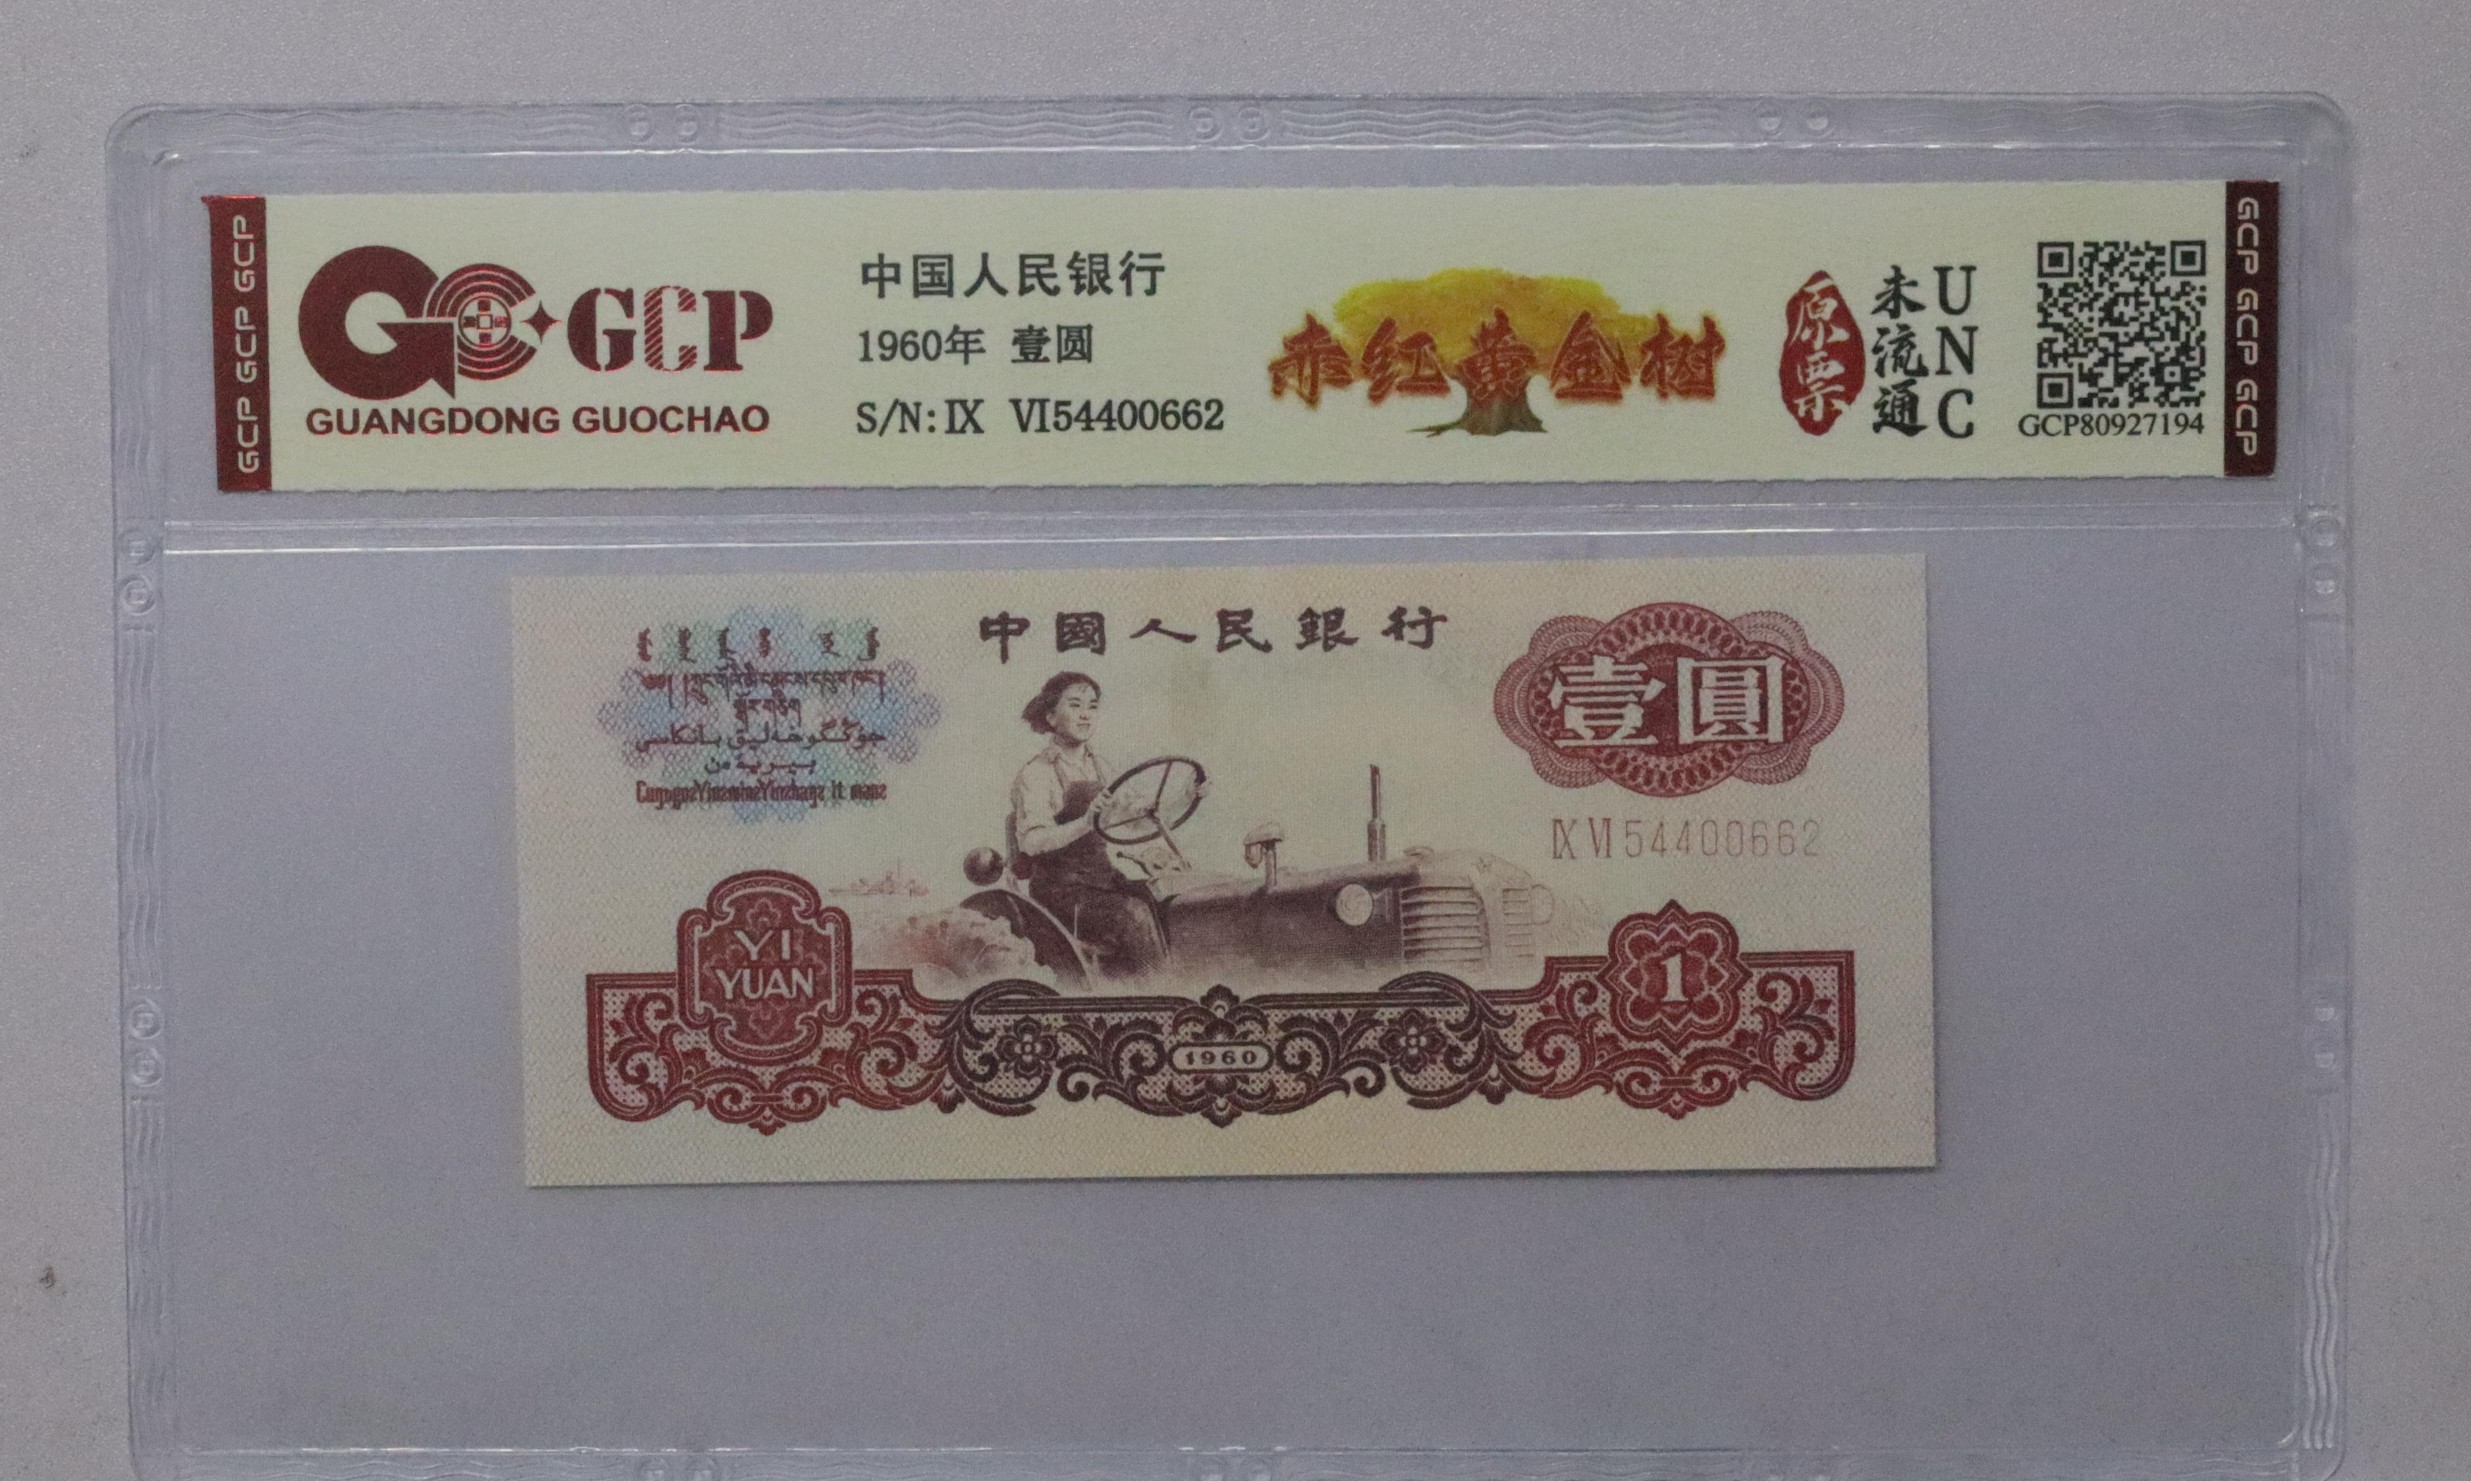 GCP GCP GCP
GCP
GUANGDONG GUOCHAO
中国人民银行
1960年 壹圆
S/N: IX VI54400662
赤红黄金树
原票
未流通
UNC
GCP80927194
GCP GCP GCP
中國人民銀行
壹圓
IX VI 54400662
YI
YUAN
1960
1